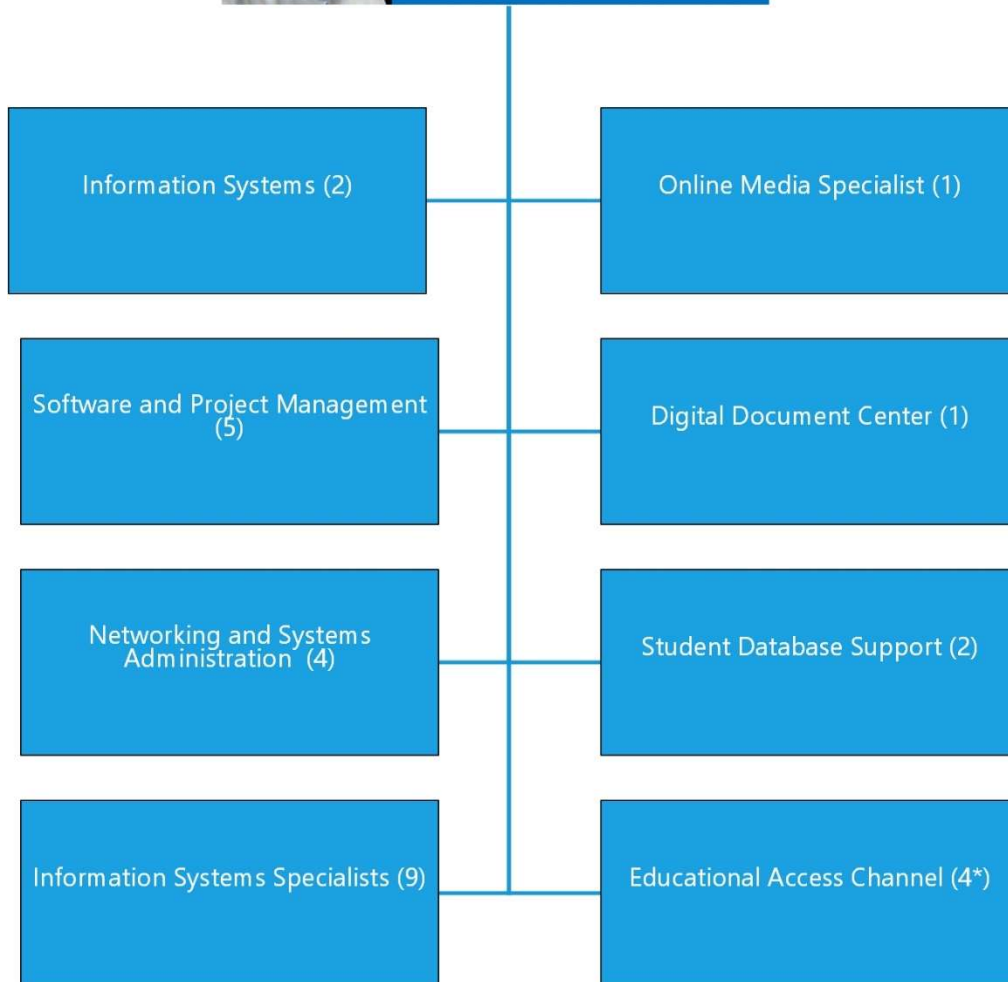 Information Systems (2)
Online Media Specialist (1)
Software and Project Management
(5)
Digital Document Center (1)
Networking and Systems
Administration (4)
Student Database Support (2)
Information Systems Specialists (9)
Educational Access Channel (4*)